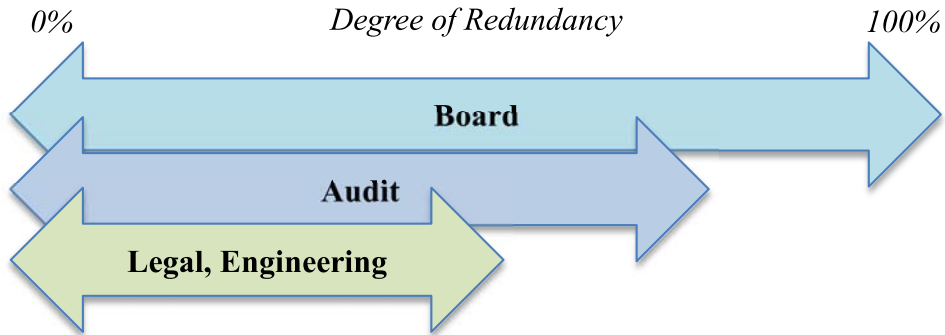 0% Degree of Redundancy 100%
Board
Audit
Legal, Engineering